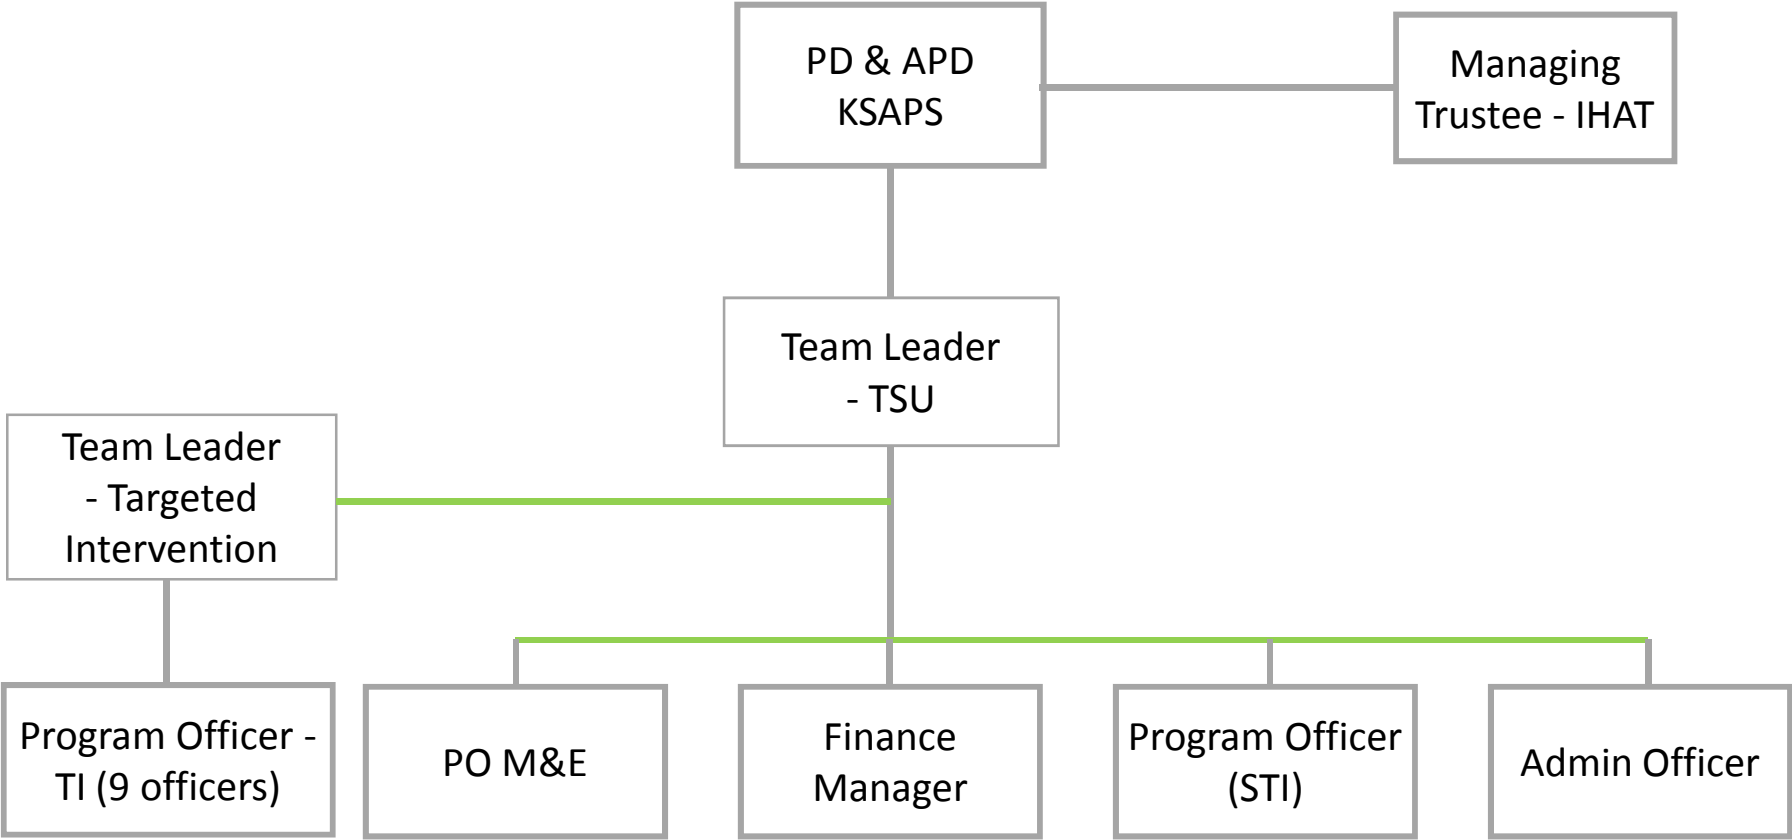 PD & APD
KSAPS
Managing
Trustee - IHAT
Team Leader
- TSU
Team Leader
- Targeted
Intervention
Program Officer -
TI (9 officers)
PO M&E
Finance
Manager
Program Officer
(STI)
Admin Officer